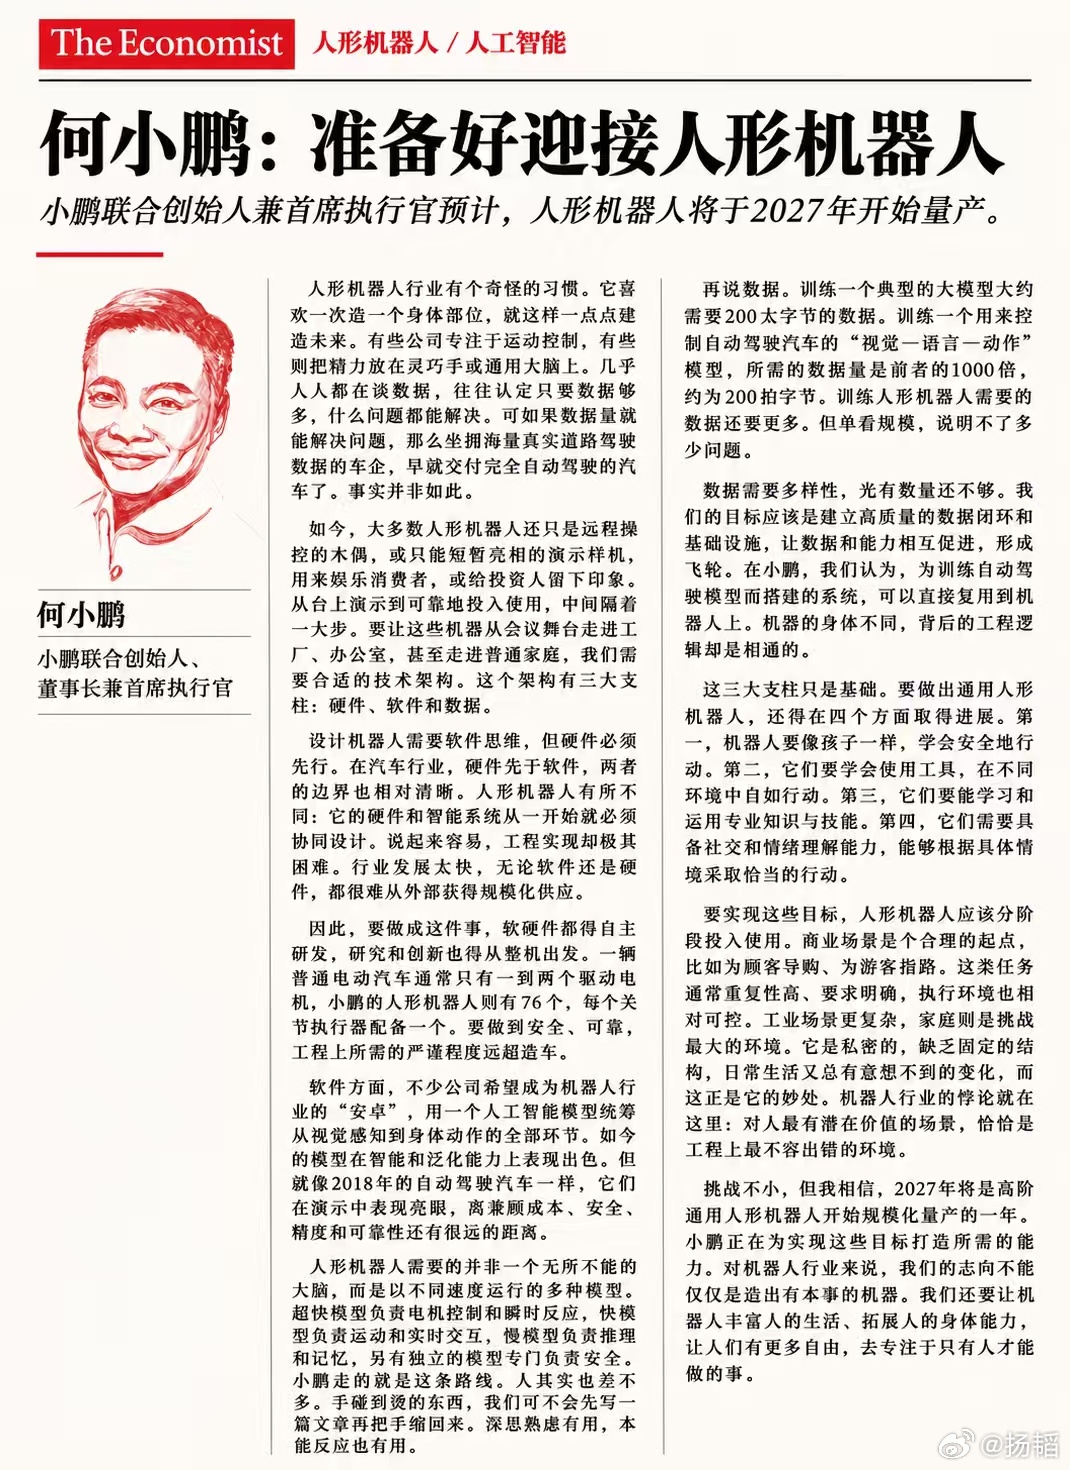 The Economist 人形机器人 / 人工智能
何小鹏：准备好迎接人形机器人
小鹏联合创始人兼首席执行官预计，人形机器人将于2027年开始量产。
何小鹏
小鹏联合创始人、
董事长兼首席执行官
人形机器人行业有个奇怪的习惯。它喜
欢一次造一个身体部位，就这样一点点建
造未来。有些公司专注于运动控制，有些
则把精力放在灵巧手或通用大脑上。几乎
人人都在谈数据，往往认定只要数据够
多，什么问题都能解决。可如果数据量就
能解决问题，那么坐拥海量真实道路驾驶
数据的车企，早就交付完全自动驾驶的汽
车了。事实并非如此。
如今，大多数人形机器人还只是远程操
控的木偶，或只能短暂亮相的演示样机，
用来娱乐消费者，或给投资人留下印象。
从台上演示到可靠地投入使用，中间隔着
一大步。要让这些机器从会议舞台走进工
厂、办公室，甚至走进普通家庭，我们需
要合适的技术架构。这个架构有三大支
柱：硬件、软件和数据。
设计机器人需要软件思维，但硬件必须
先行。在汽车行业，硬件先于软件，两者
的边界也相对清晰。人形机器人有所不
同：它的硬件和智能系统从一开始就必须
协同设计。说起来容易，工程实现却极其
困难。行业发展太快，无论软件还是硬
件，都很难从外部获得规模化供应。
因此，要做成这件事，软硬件都得自主
研发，研究和创新也得从整机出发。一辆
普通电动汽车通常只有一到两个驱动电
机，小鹏的人形机器人则有76个，每个关
节执行器配备一个。要做到安全、可靠，
工程上所需的严谨程度远超造车。
软件方面，不少公司希望成为机器人行
业的“安卓”，用一个人工智能模型统筹
从视觉感知到身体动作的全部环节。如今
的模型在智能和泛化能力上表现出色。但
就像2018年的自动驾驶汽车一样，它们
在演示中表现亮眼，离兼顾成本、安全、
精度和可靠性还有很远的距离。
人形机器人需要的并非一个无所不能的
大脑，而是以不同速度运行的多种模型。
超快模型负责电机控制和瞬时反应，快模
型负责运动和实时交互，慢模型负责推理
和记忆，另有独立的模型专门负责安全。
小鹏走的就是这条路线。人其实也差不
多。手碰到烫的东西，我们可不会先写一
篇文章再把手缩回来。深思熟虑有用，本
能反应也有用。
再说数据。训练一个典型的大模型大约
需要200太字节的数据。训练一个用来控
制自动驾驶汽车的“视觉—语言—动作”
模型，所需的数据量是前者的1000倍，
约为200拍字节。训练人形机器人需要的
数据还要更多。但单看规模，说明不了多
少问题。
数据需要多样性，光有数量还不够。我
们的目标应该是建立高质量的数据闭环和
基础设施，让数据和能力相互促进，形成
飞轮。在小鹏，我们认为，为训练自动驾
驶模型而搭建的系统，可以直接复用到机
器人上。机器的身体不同，背后的工程逻
辑却是相通的。
这三大支柱只是基础。要做出通用人形
机器人，还得在四个方面取得进展。第
一，机器人要像孩子一样，学会安全地行
动。第二，它们要学会使用工具，在不同
环境中自如行动。第三，它们要能学习和
运用专业知识与技能。第四，它们需要具
备社交和情绪理解能力，能够根据具体情
境采取恰当的行动。
要实现这些目标，人形机器人应该分阶
段投入使用。商业场景是个合理的起点，
比如为顾客导购、为游客指路。这类任务
通常重复性高、要求明确，执行环境也相
对可控。工业场景更复杂，家庭则是挑战
最大的环境。它是私密的，缺乏固定的结
构，日常生活又总有意想不到的变化，而
这正是它的妙处。机器人行业的悖论就在
这里：对人最有潜在价值的场景，恰恰是
工程上最不容出错的环境。
挑战不小，但我相信，2027年将是高阶
通用人形机器人开始规模化量产的一年。
小鹏正在为实现这些目标打造所需的能
力。对机器人行业来说，我们的志向不能
仅仅是造出有本事的机器。我们还要让机
器人丰富人的生活、拓展人的身体能力，
让人们有更多自由，去专注于只有人才能
做的事。
@扬韬